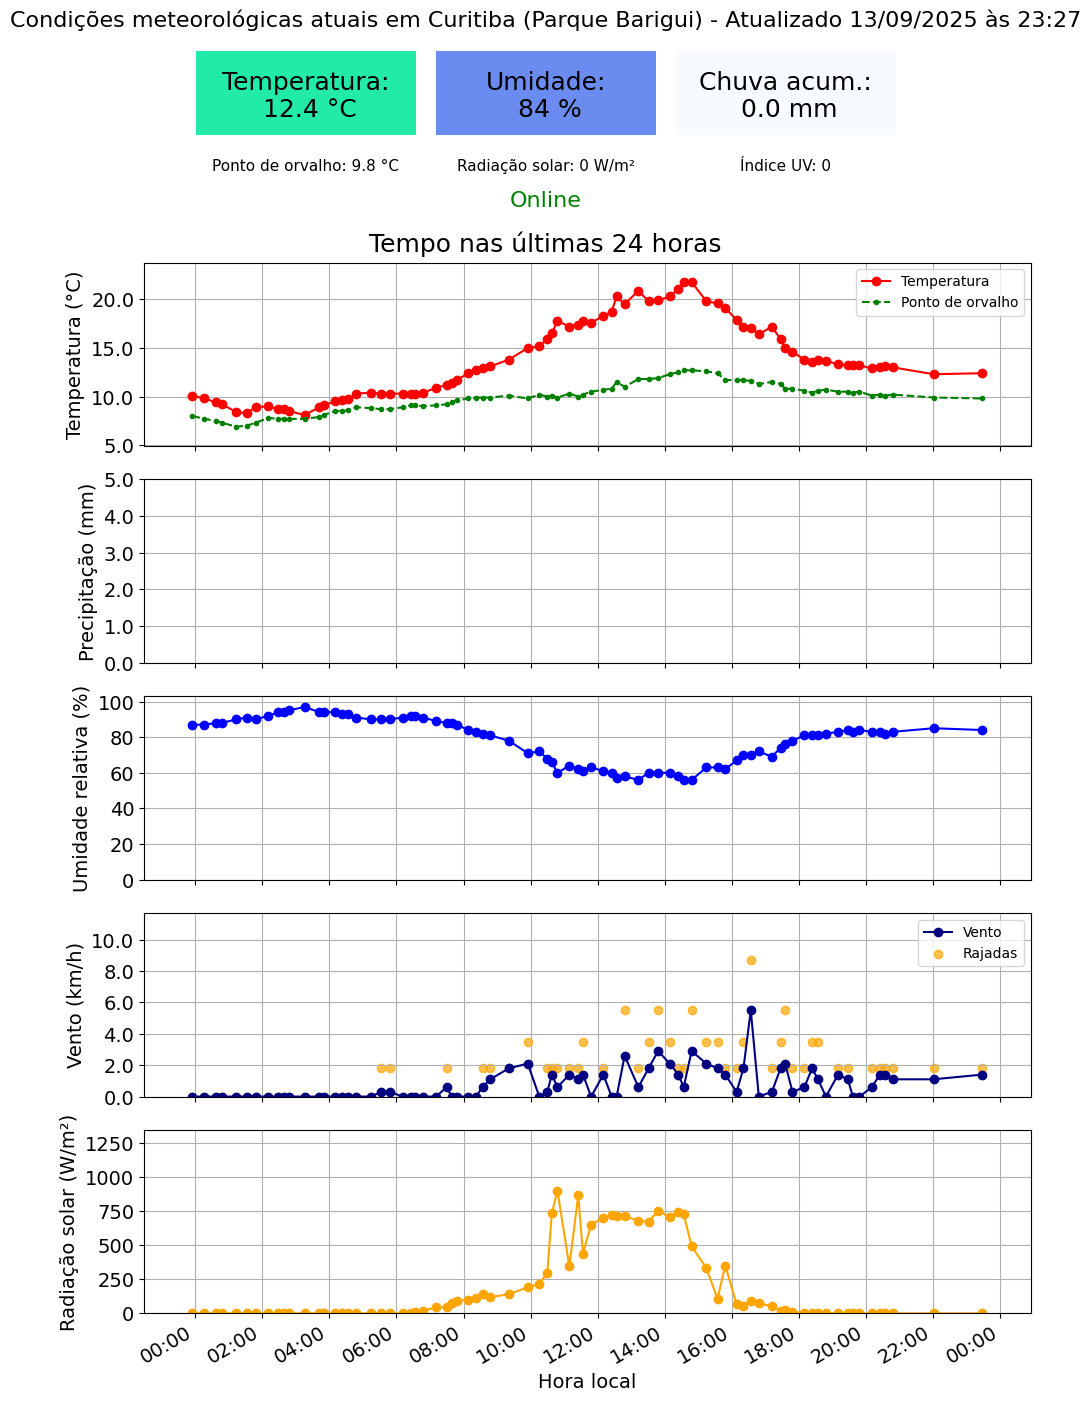 Condições meteorológicas atuais em Curitiba (Parque Barigui) - Atualizado 13/09/2025 às 23:27
Temperatura:
12.4 °C
Umidade:
84 %
Chuva acum.:
0.0 mm
Ponto de orvalho: 9.8 °C
Radiação solar: 0 W/m²
Índice UV: 0
Online
Tempo nas últimas 24 horas
Temperatura (°C)
20.0
15.0
10.0
5.0
Temperatura
Ponto de orvalho
Precipitação (mm)
5.0
4.0
3.0
2.0
1.0
0.0
Umidade relativa (%)
100
80
60
40
20
0
Vento (km/h)
10.0
8.0
6.0
4.0
2.0
0.0
Vento
Rajadas
Radiação solar (W/m²)
1250
1000
750
500
250
0
00:00
02:00
04:00
06:00
08:00
10:00
12:00
14:00
16:00
18:00
20:00
22:00
00:00
Hora local